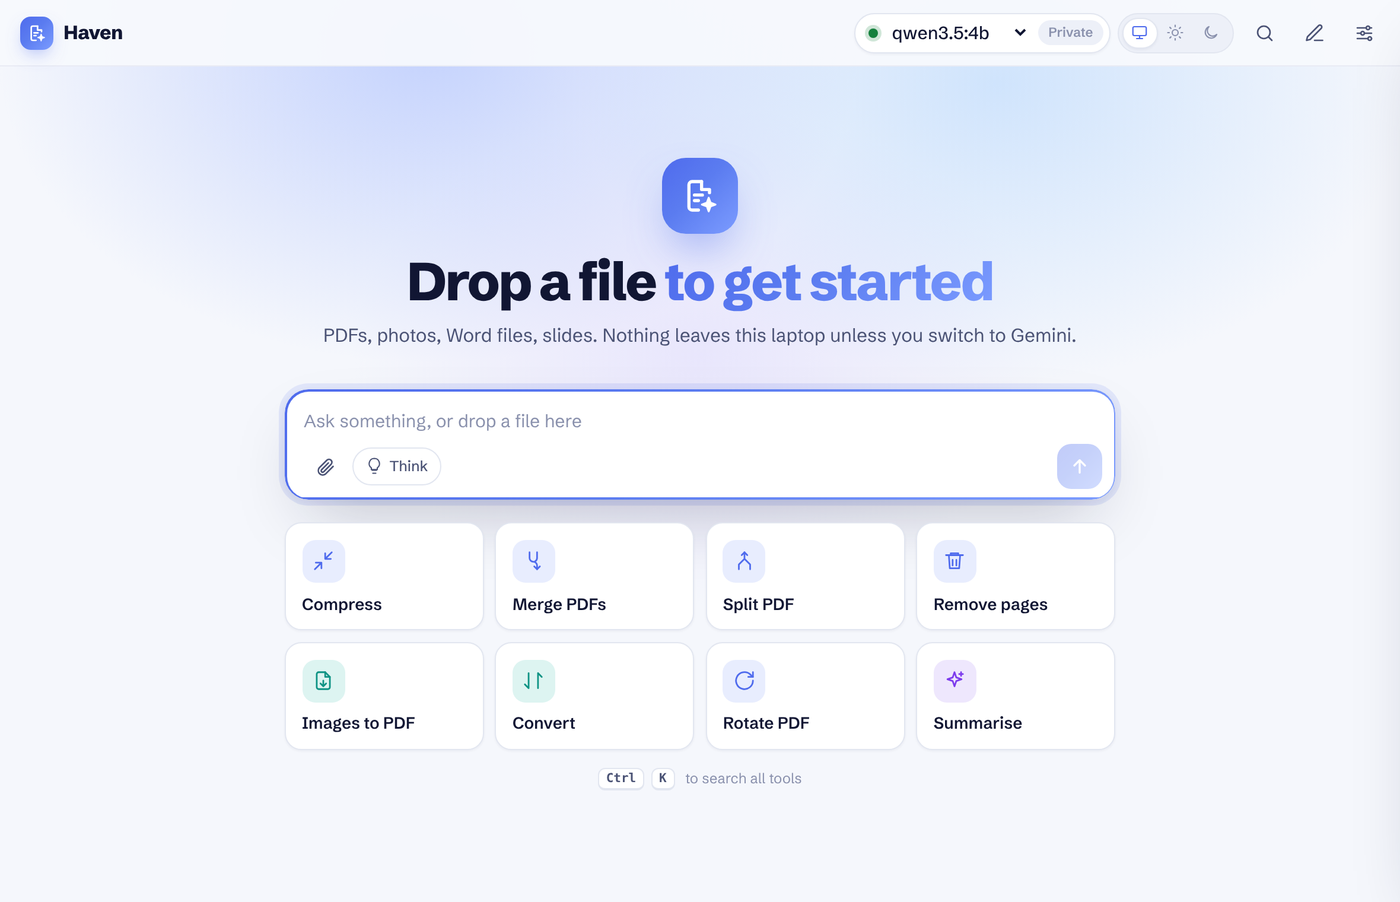 Haven
qwen3.5:4b
Private
Drop a file to get started
PDFs, photos, Word files, slides. Nothing leaves this laptop unless you switch to Gemini.
Ask something, or drop a file here
Think
Compress
Merge PDFs
Split PDF
Remove pages
Images to PDF
Convert
Rotate PDF
Summarise
Ctrl K to search all tools